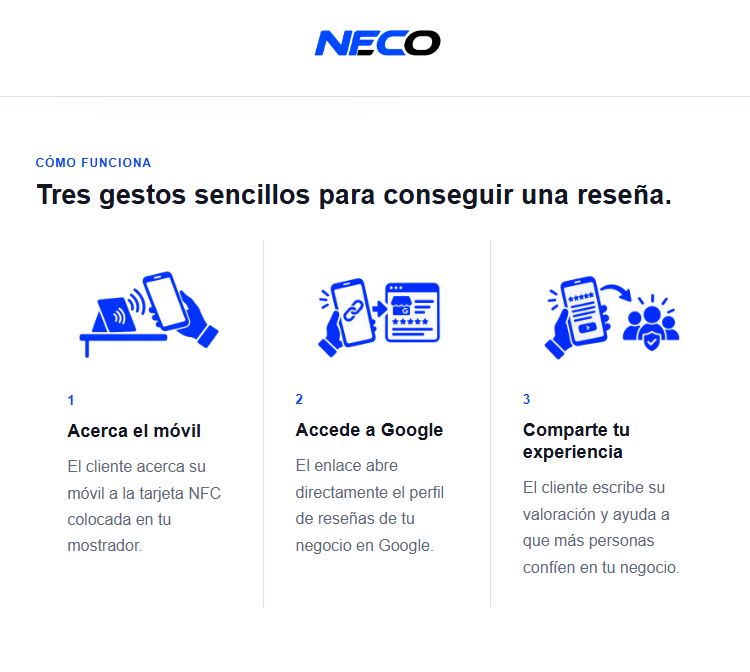 NECO
CÓMO FUNCIONA
Tres gestos sencillos para conseguir una reseña.
1
Acerca el móvil
El cliente acerca su
móvil a la tarjeta NFC
colocada en tu
mostrador.
2
Accede a Google
El enlace abre
directamente el perfil
de reseñas de tu
negocio en Google.
3
Comparte tu
experiencia
El cliente escribe su
valoración y ayuda a
que más personas
confíen en tu negocio.